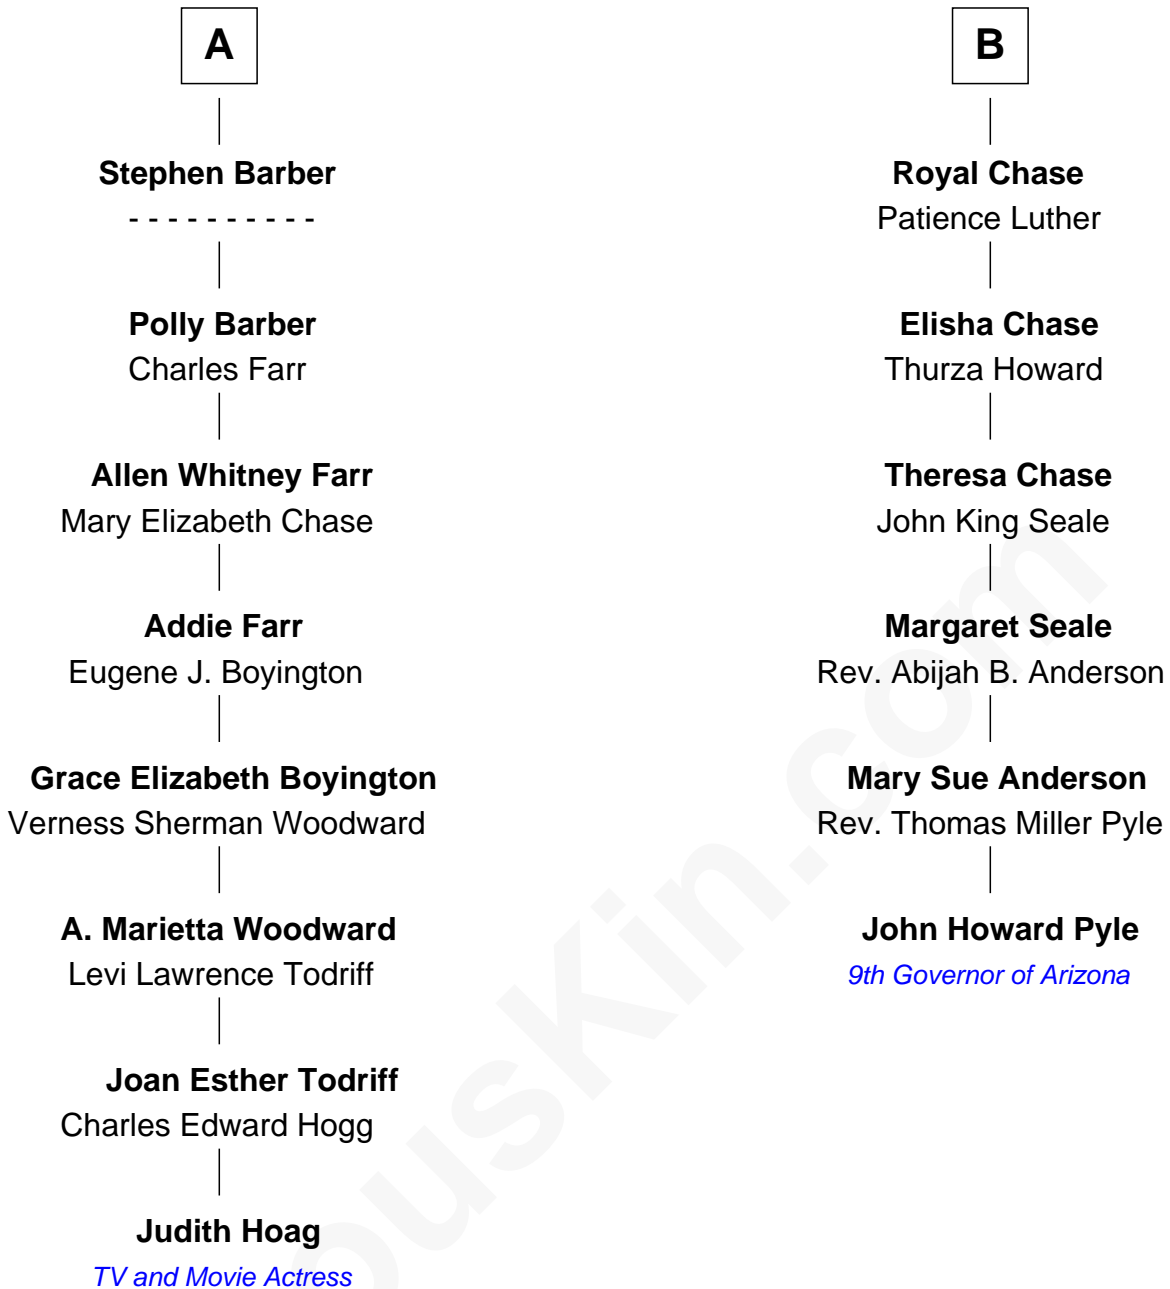 A
Stephen Barber
- - - - - - - - - -
Polly Barber
Charles Farr
Allen Whitney Farr
Mary Elizabeth Chase
Addie Farr
Eugene J. Boyington
Grace Elizabeth Boyington
Verness Sherman Woodward
A. Marietta Woodward
Levi Lawrence Todriff
Joan Esther Todriff
Charles Edward Hogg
Judith Hoag
TV and Movie Actress
B
Royal Chase
Patience Luther
Elisha Chase
Thurza Howard
Theresa Chase
John King Seale
Margaret Seale
Rev. Abijah B. Anderson
Mary Sue Anderson
Rev. Thomas Miller Pyle
John Howard Pyle
9th Governor of Arizona
ousKin.com